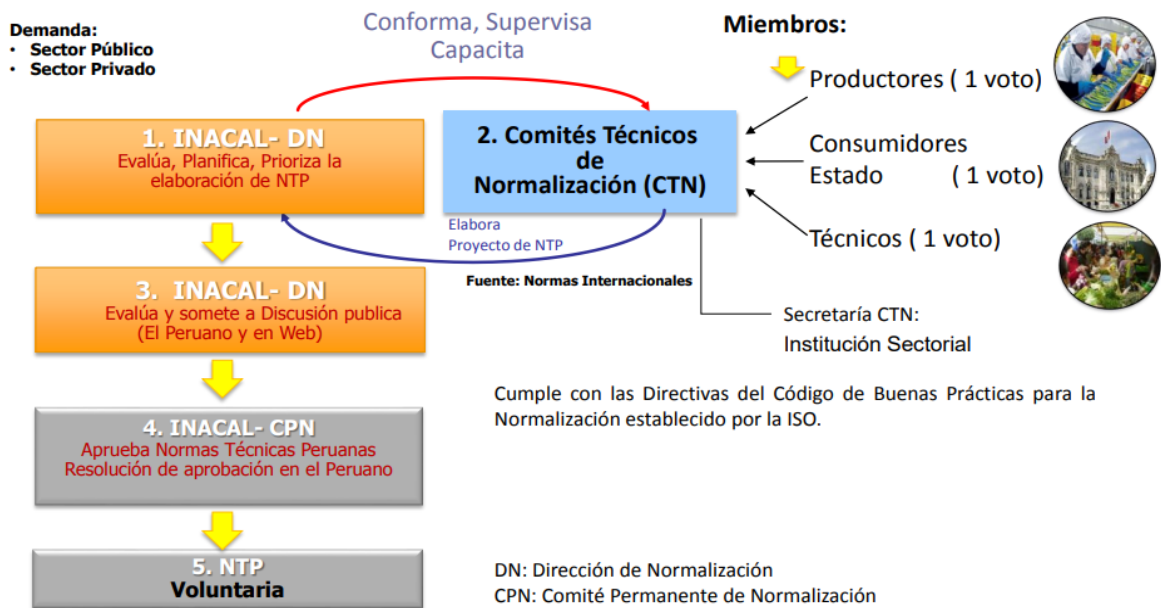 Demanda:
• Sector Público
• Sector Privado
Conforma, Supervisa
Capacita
Miembros:
1. INACAL- DN
Evalúa, Planifica, Prioriza la
elaboración de NTP
2. Comités Técnicos
de
Normalización (CTN)
Productores ( 1 voto)
Consumidores
Estado ( 1 voto)
Técnicos ( 1 voto)
Elabora
Proyecto de NTP
Fuente: Normas Internacionales
3. INACAL- DN
Evalúa y somete a Discusión publica
(El Peruano y en Web)
Secretaría CTN:
Institución Sectorial
Cumple con las Directivas del Código de Buenas Prácticas para la
Normalización establecido por la ISO.
4. INACAL- CPN
Aprueba Normas Técnicas Peruanas
Resolución de aprobación en el Peruano
5. NTP
Voluntaria
DN: Dirección de Normalización
CPN: Comité Permanente de Normalización